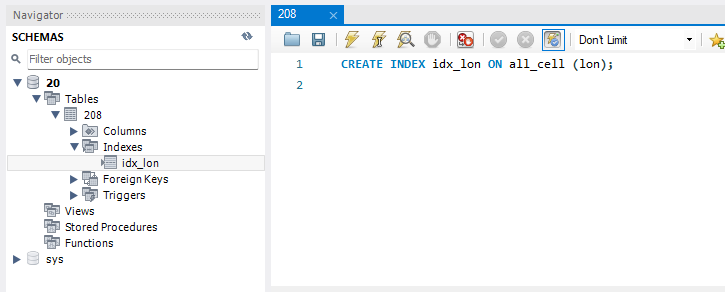 Navigator
SCHEMAS
Filter objects
20
Tables
208
Columns
Indexes
idx_lon
Foreign Keys
Triggers
Views
Stored Procedures
Functions
sys
208
Don't Limit
1 CREATE INDEX idx_lon ON all_cell (lon);
2